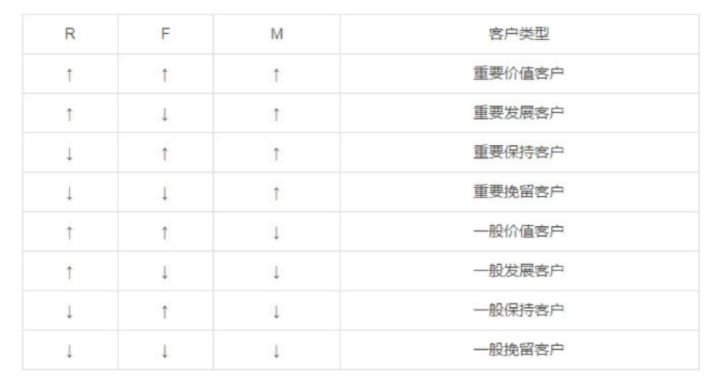 R F M 客户类型
↑ ↑ ↑ 重要价值客户
↑ ↓ ↑ 重要发展客户
↓ ↑ ↑ 重要保持客户
↓ ↓ ↑ 重要挽留客户
↑ ↑ ↓ 一般价值客户
↑ ↓ ↓ 一般发展客户
↓ ↑ ↓ 一般保持客户
↓ ↓ ↓ 一般挽留客户